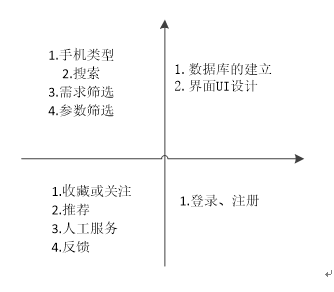 1.手机类型
2.搜索
3.需求筛选
4.参数筛选
1. 数据库的建立
2. 界面UI设计
1.收藏或关注
2.推荐
3.人工服务
4.反馈
1.登录、注册